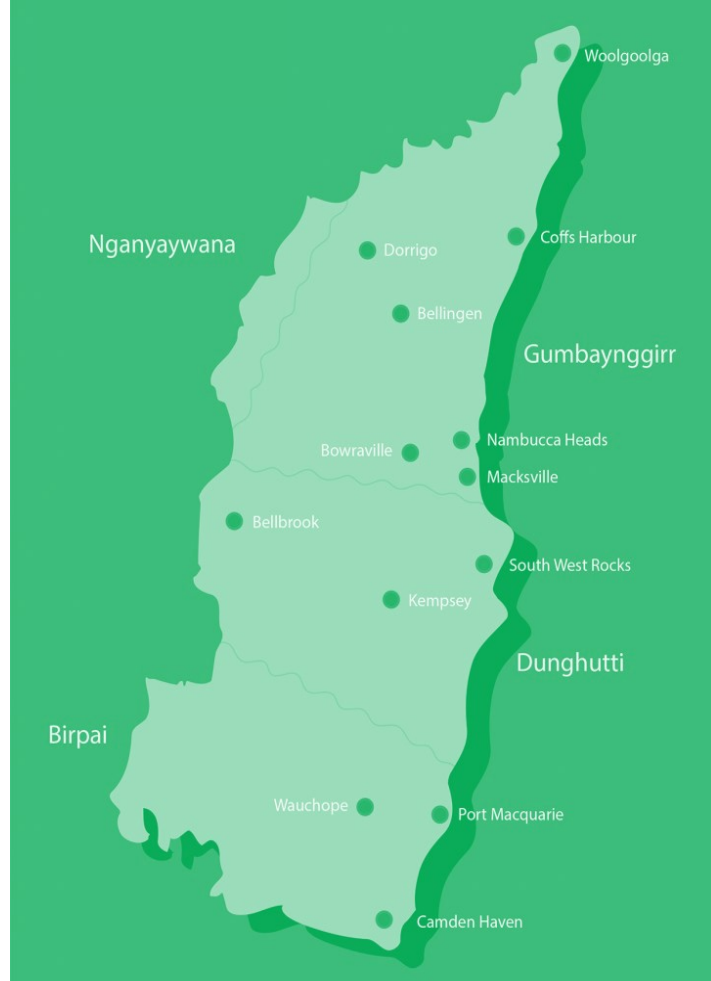 Woolgoolga
Coffs Harbour
Nganyaywana
Dorrigo
Bellingen
Gumbaynggirr
Nambucca Heads
Bowraville
Macksville
Bellbrook
South West Rocks
Kempsey
Dunghutti
Birpai
Wauchope
Port Macquarie
Camden Haven